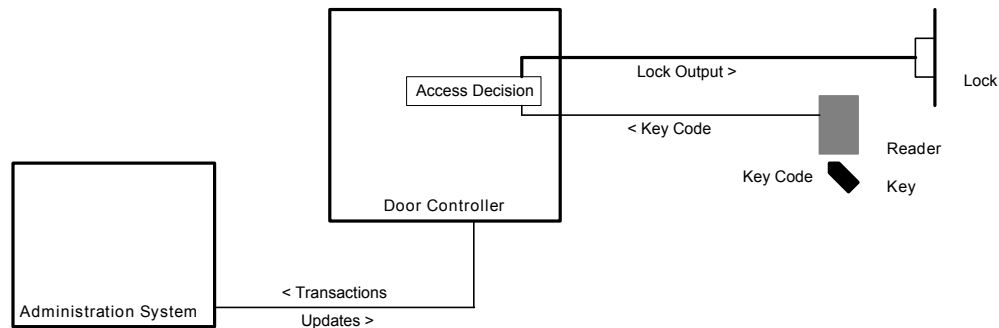 Lock Output >
Lock
Access Decision
< Key Code
Reader
Key Code
Key
Door Controller
< Transactions
Administration System
Updates >